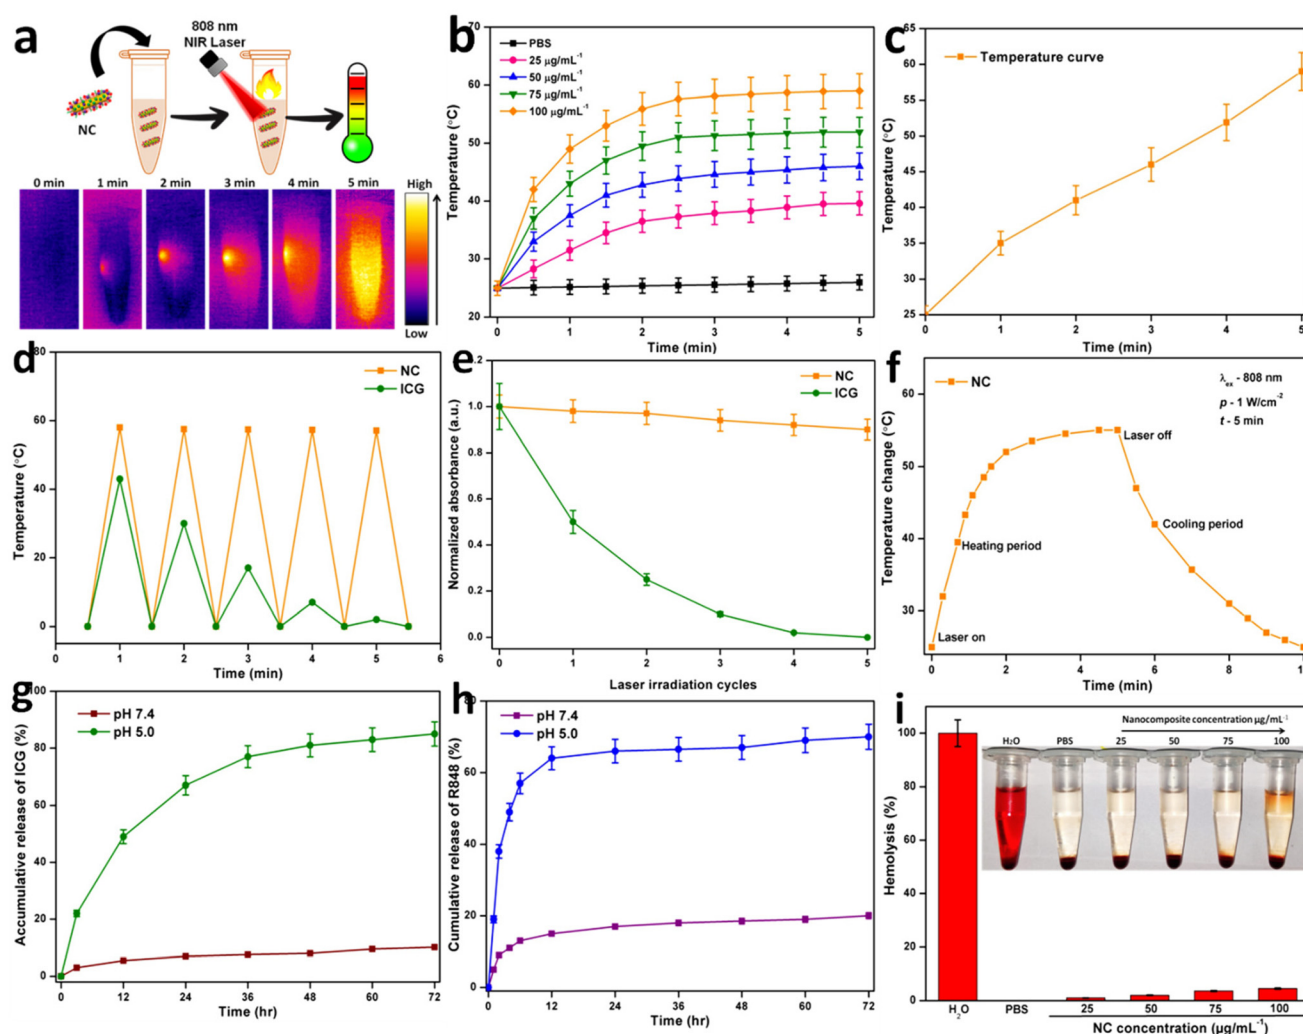 a
808 nm
NIR Laser
NC
0 min 1 min 2 min 3 min 4 min 5 min
High
Low
b
PBS
25 µg/mL⁻¹
50 µg/mL⁻¹
75 µg/mL⁻¹
100 µg/mL⁻¹
Temperature (°C)
70
60
50
40
30
20
0 1 2 3 4 5
Time (min)
c
Temperature curve
Temperature (°C)
65
60
55
50
45
40
35
30
25
0 1 2 3 4 5
Time (min)
d
NC
ICG
Temperature (°C)
80
60
40
20
0
0 1 2 3 4 5 6
Time (min)
e
NC
ICG
Normalized absorbance (a.u.)
1.2
1.0
0.8
0.6
0.4
0.2
0.0
0 1 2 3 4 5
Laser irradiation cycles
f
NC
λex - 808 nm
p - 1 W/cm⁻²
t - 5 min
Laser off
Cooling period
Heating period
Laser on
Temperature change (°C)
50
40
30
0 2 4 6 8
Time (min)
g
pH 7.4
pH 5.0
Accumulative release of ICG (%)
100
80
60
40
20
0
0 12 24 36 48 60 72
Time (hr)
h
pH 7.4
pH 5.0
Cumulative release of R848 (%)
80
60
40
20
0
0 12 24 36 48 60 72
Time (hr)
i
Nanocomposite concentration µg/mL⁻¹
H₂O PBS 25 50 75 100
Hemolysis (%)
100
80
60
40
20
0
H₂O PBS 25 50 75 100
NC concentration (µg/mL⁻¹)